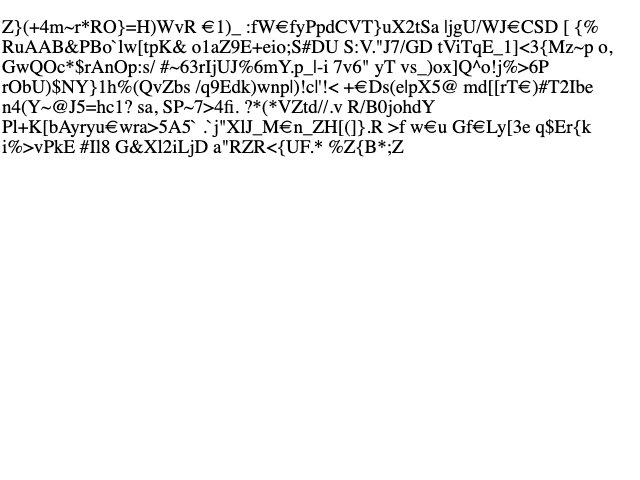 Z}(+4m~r*RO}=H)WvR €1)_ :fW€fyPpdCVT}uX2tSa |jgU/WJ€CSD [ {%
RuAAB&PBo`lw[tpK& o1aZ9E+eio;S#DU S:V."J7/GD tViTqE_1]<3{Mz~p o,
GwQOc*$rAnOp:s/ #~63rIjUJ%6mY.p_|-i 7v6" yT vs_)ox]Q^o!j%>6P
rObU)$NY}1h%(QvZbs /q9Edk)wnp|)!c|"!< +€Ds(e|pX5@ md[[rT€)#T2Ibe
n4(Y~@J5=hc1? sa, SP~7>4fi. ?*(*VZtd//.v R/B0johdY
Pl+K[bAyryu€wra>5A5` .`j"XlJ_M€n_ZH[(]}.R >f w€u Gf€Ly[3e q$Er{k
i%>vPkE #Il8 G&Xl2iLjD a"RZR<{UF.* %Z{B*;Z